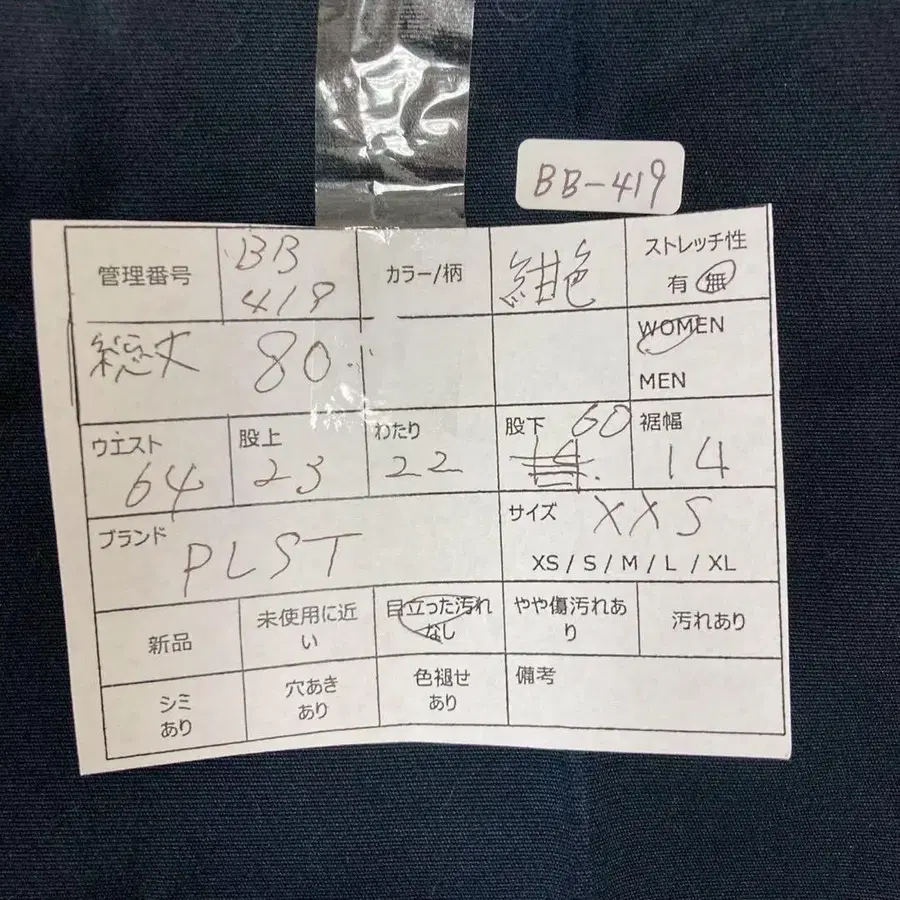 BB-419
管理番号 BB 419 カラー/柄 紺色 ストレッチ性 有 無
総丈 80 WOMEN
MEN
ウエスト 64 股上 23 わたり 22 股下 60 14 裾幅 14
ブランド PLST サイズ XXS
XS / S / M / L / XL
新品 未使用に近い 目立った汚れなし やや傷汚れあり 汚れあり
シミあり 穴あきあり 色褪せあり 備考